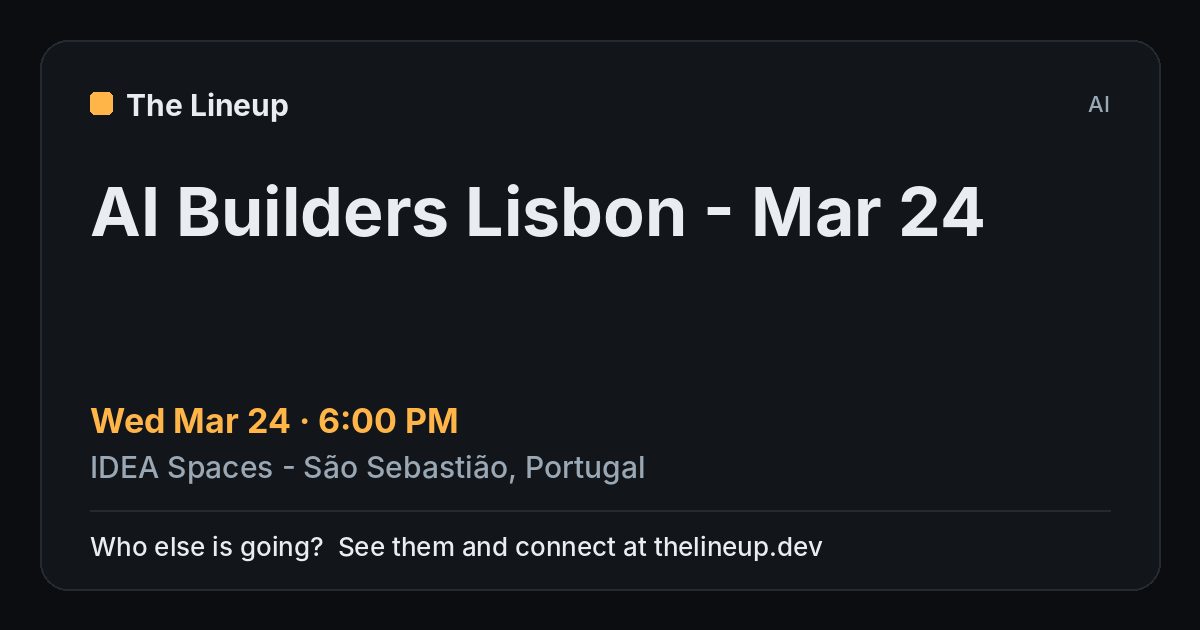 The Lineup
AI
AI Builders Lisbon - Mar 24
Wed Mar 24 · 6:00 PM
IDEA Spaces - São Sebastião, Portugal
Who else is going? See them and connect at thelineup.dev